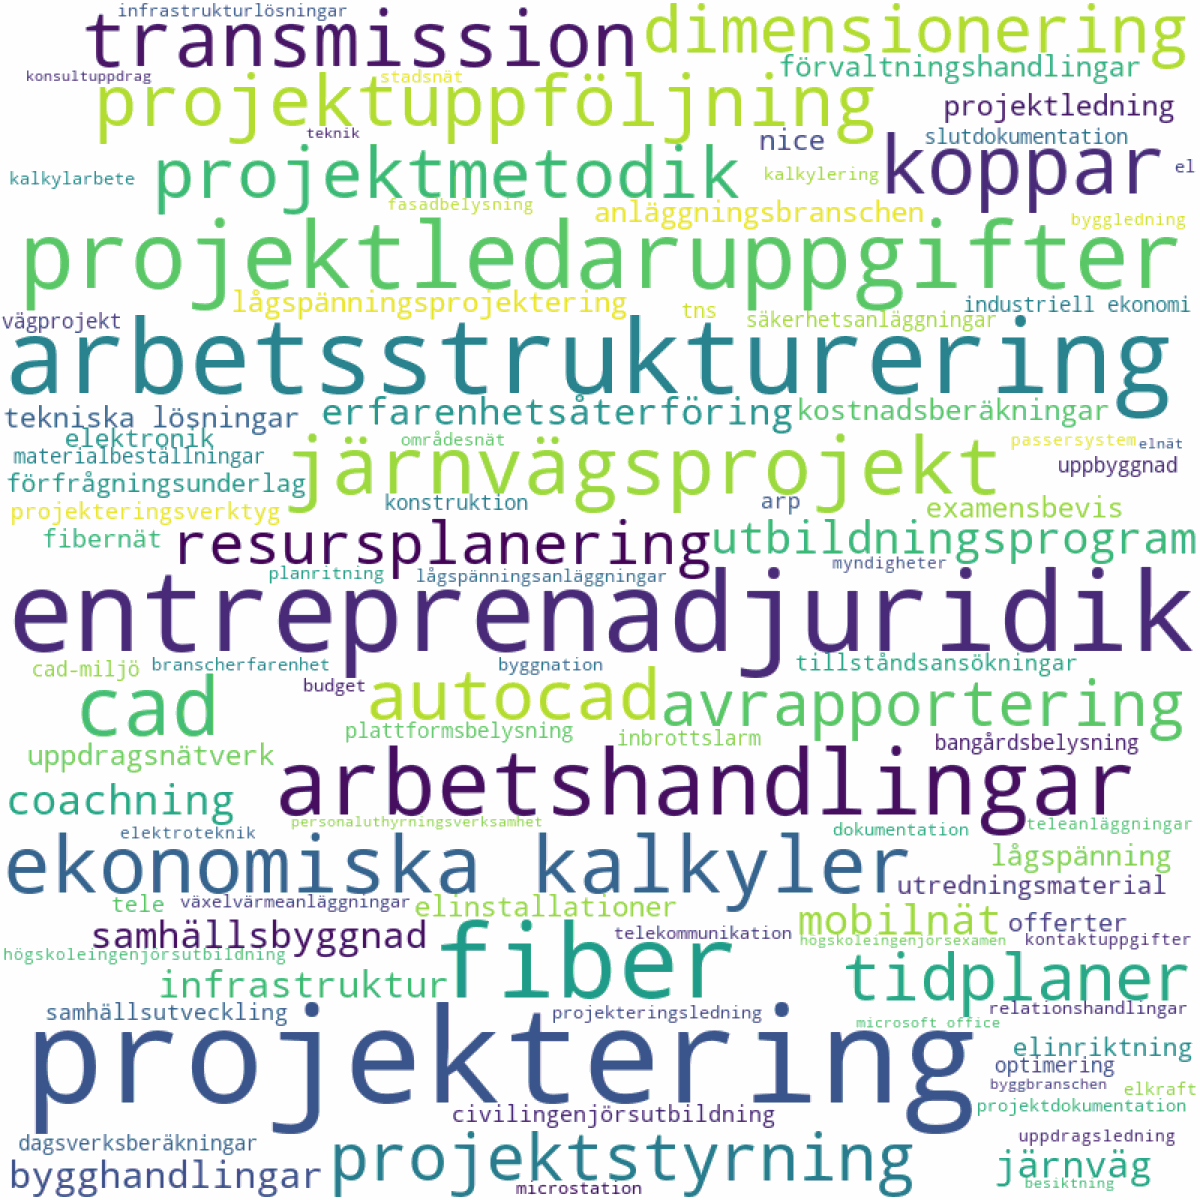 infrastrukturlösningar
transmission
dimensionering
konsultuppdrag
stadsnät
förvaltningshandlingar
projektuppföljning
projektledning
teknik
nice
slutdokumentation
kalkylarbete
projektmetodik
kalkylering
koppar
el
fasadbelysning
anläggningsbranschen
byggledning
projektledaruppgifter
lågspänningsprojektering
tns
industriell ekonomi
vägprojekt
säkerhetsanläggningar
arbetsstrukturering
tekniska lösningar
erfarenhetsåterföring
kostnadsberäkningar
elektronik
områdesnät
passersystem
elnät
materialbeställningar
järnvägsprojekt
uppbyggnad
förfrågningsunderlag
konstruktion
arp
examensbevis
projekteringsverktyg
fibernät
resursplanering
utbildningsprogram
planritning
lågspänningsanläggningar
myndigheter
entreprenadjuridik
cad-miljö
branscherfarenhet
byggnation
tillståndsansökningar
cad
budget
autocad
avrapportering
plattformsbelysning
inbrottslarm
bangårdsbelysning
uppdragsnätverk
arbetshandlingar
coachning
personaluthyrningsverksamhet
elektroteknik
dokumentation
teleanläggningar
ekonomiska kalkyler
lågspänning
utredningsmaterial
tele
växelvärmeanläggningar
elinstallationer
mobilnät
offerter
samhällsbyggnad
fiber
telekommunikation
högskoleingenjörsexamen
kontaktuppgifter
högskoleingenjörsutbildning
infrastruktur
tidplaner
samhällsutveckling
projekteringsledning
relationshandlingar
microsoft office
projektering
elinriktning
optimering
byggbranschen
elkraft
civilingenjörsutbildning
projektdokumentation
dagsverksberäkningar
projektstyrning
uppdragsledning
bygghandlingar
järnväg
microstation
besiktning